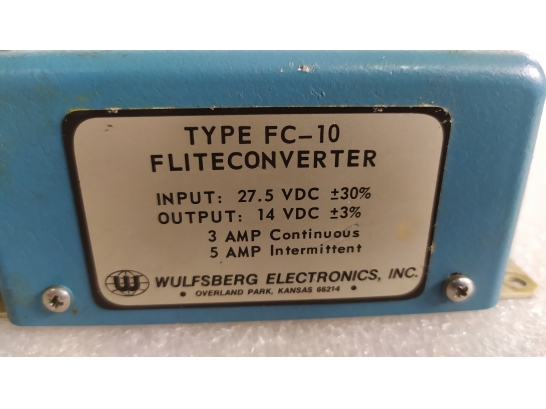 TYPE FC-10
FLITECONVERTER
INPUT: 27.5 VDC ±30%
OUTPUT: 14 VDC ±3%
3 AMP Continuous
5 AMP Intermittent
W WULFSBERG ELECTRONICS, INC.
• OVERLAND PARK, KANSAS 66214 •